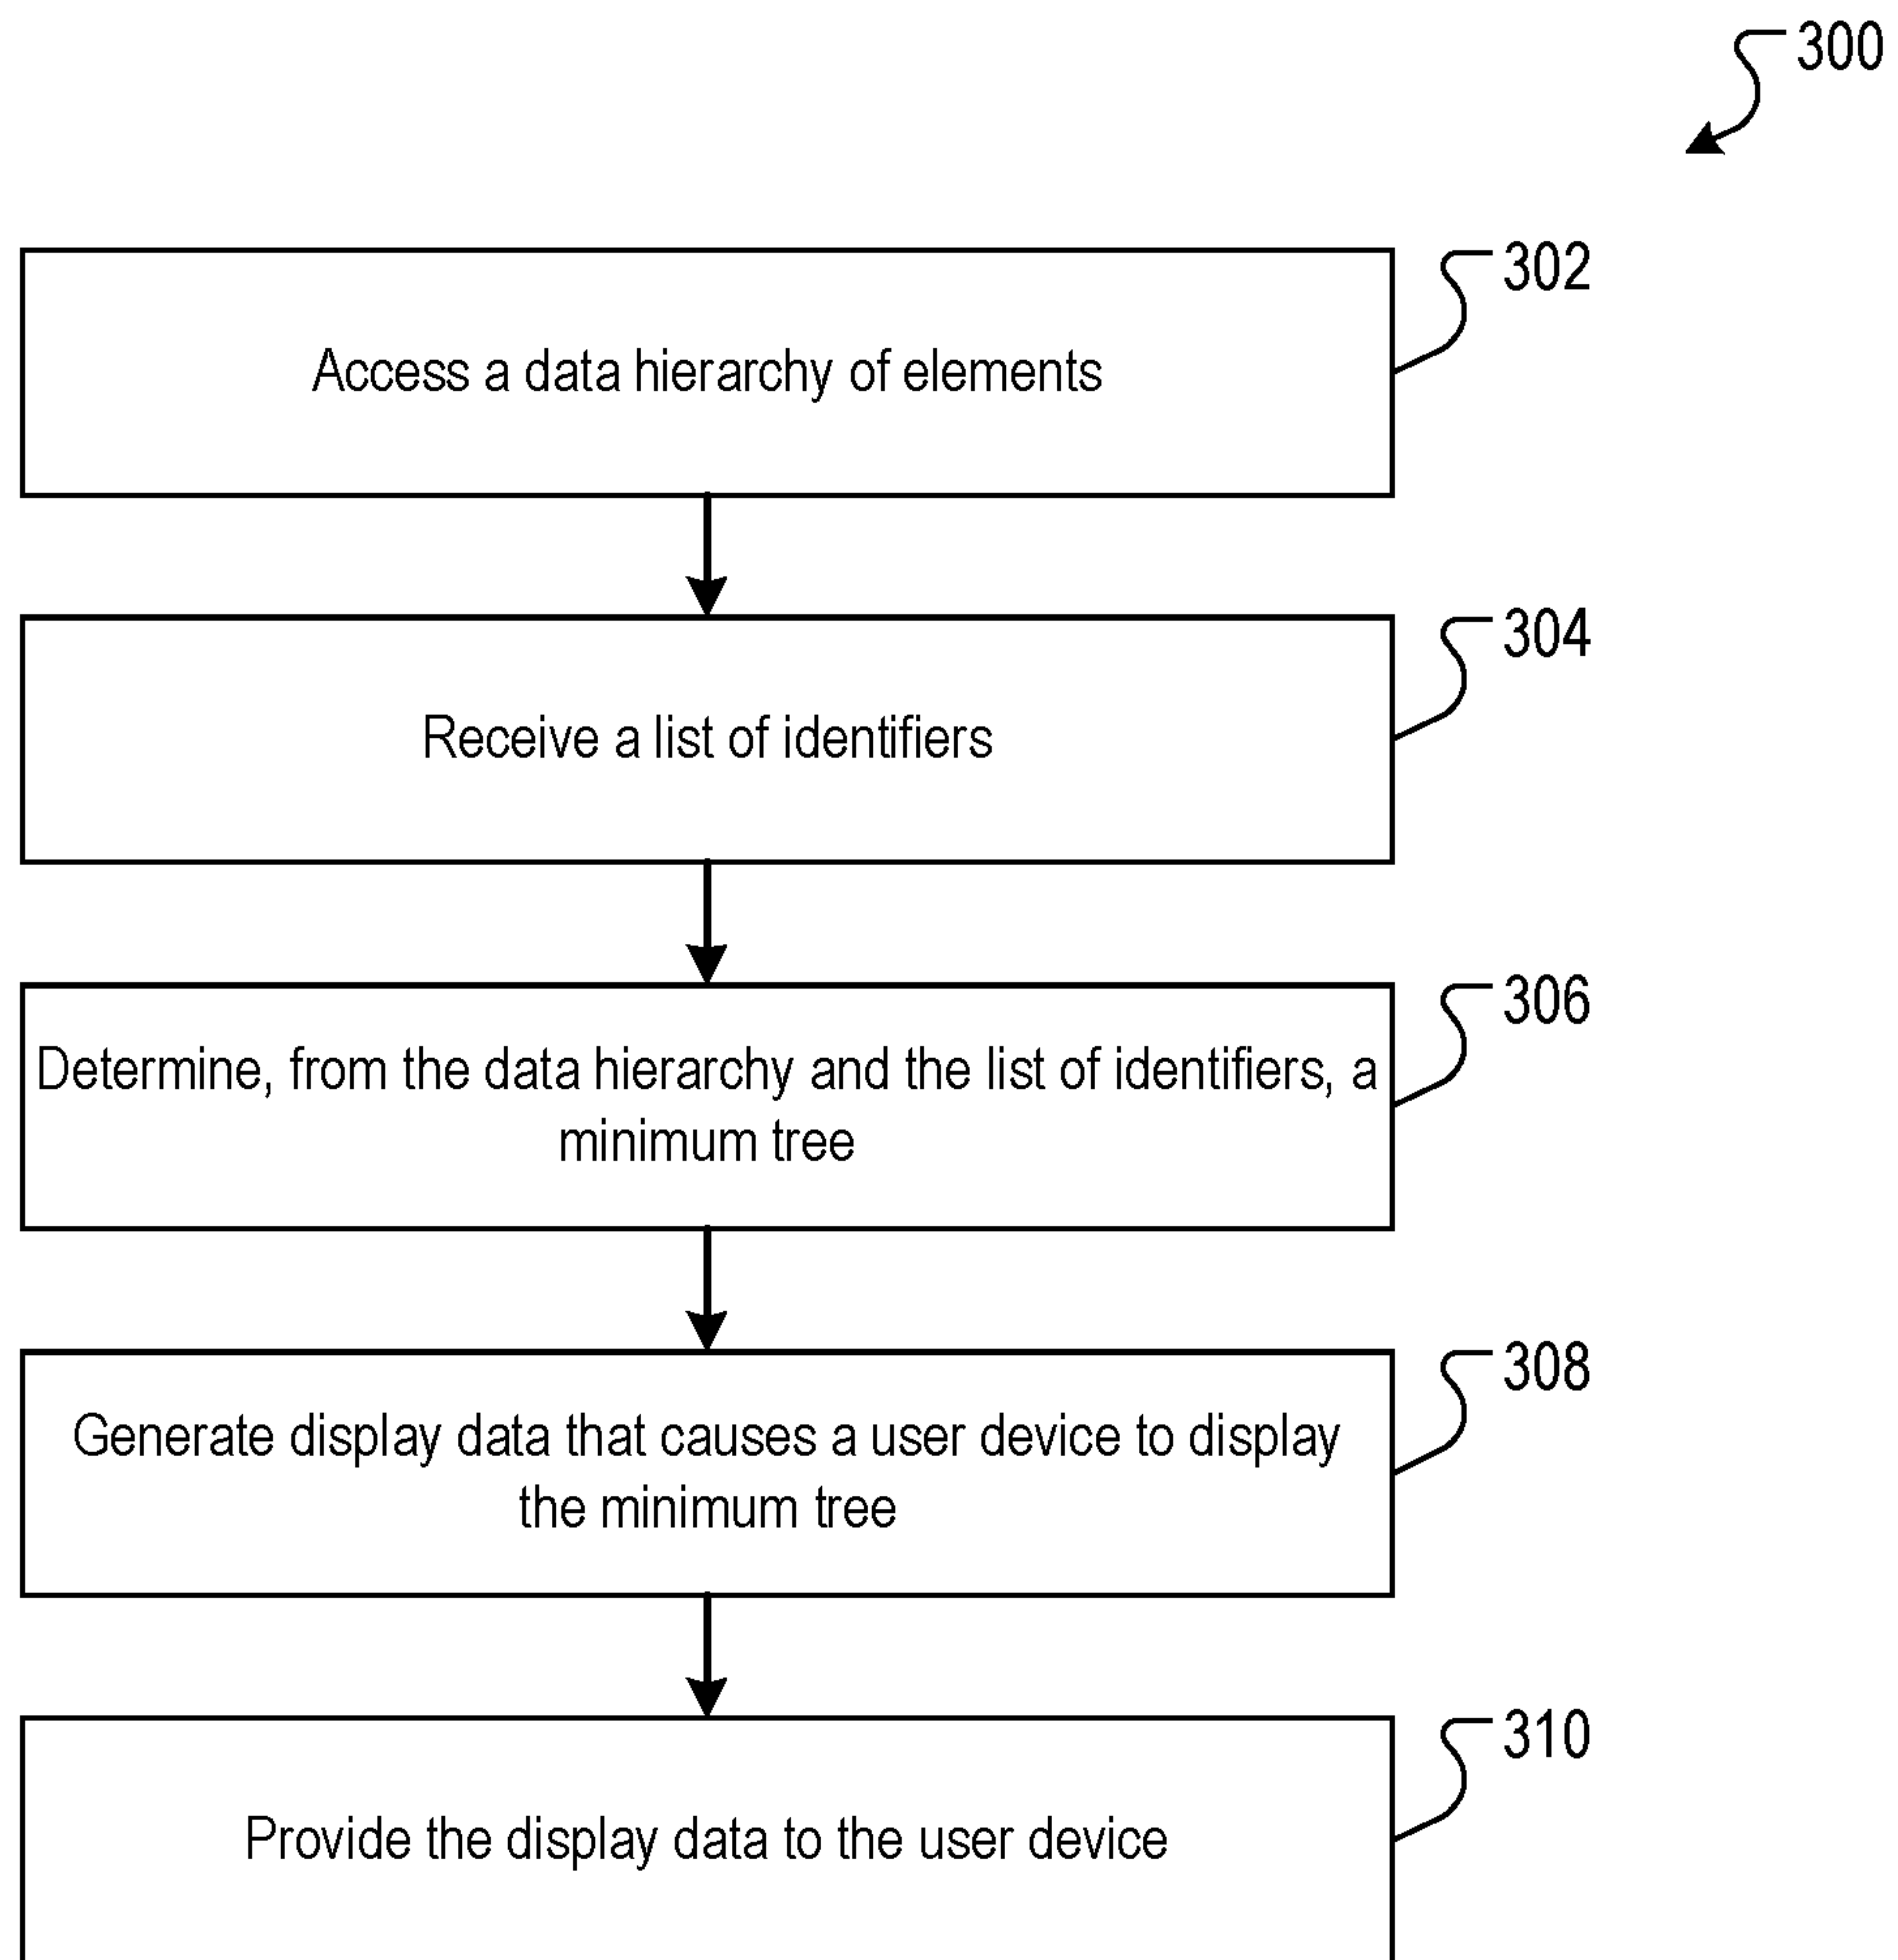 300
302
Access a data hierarchy of elements
304
Receive a list of identifiers
306
Determine, from the data hierarchy and the list of identifiers, a
minimum tree
308
Generate display data that causes a user device to display
the minimum tree
310
Provide the display data to the user device